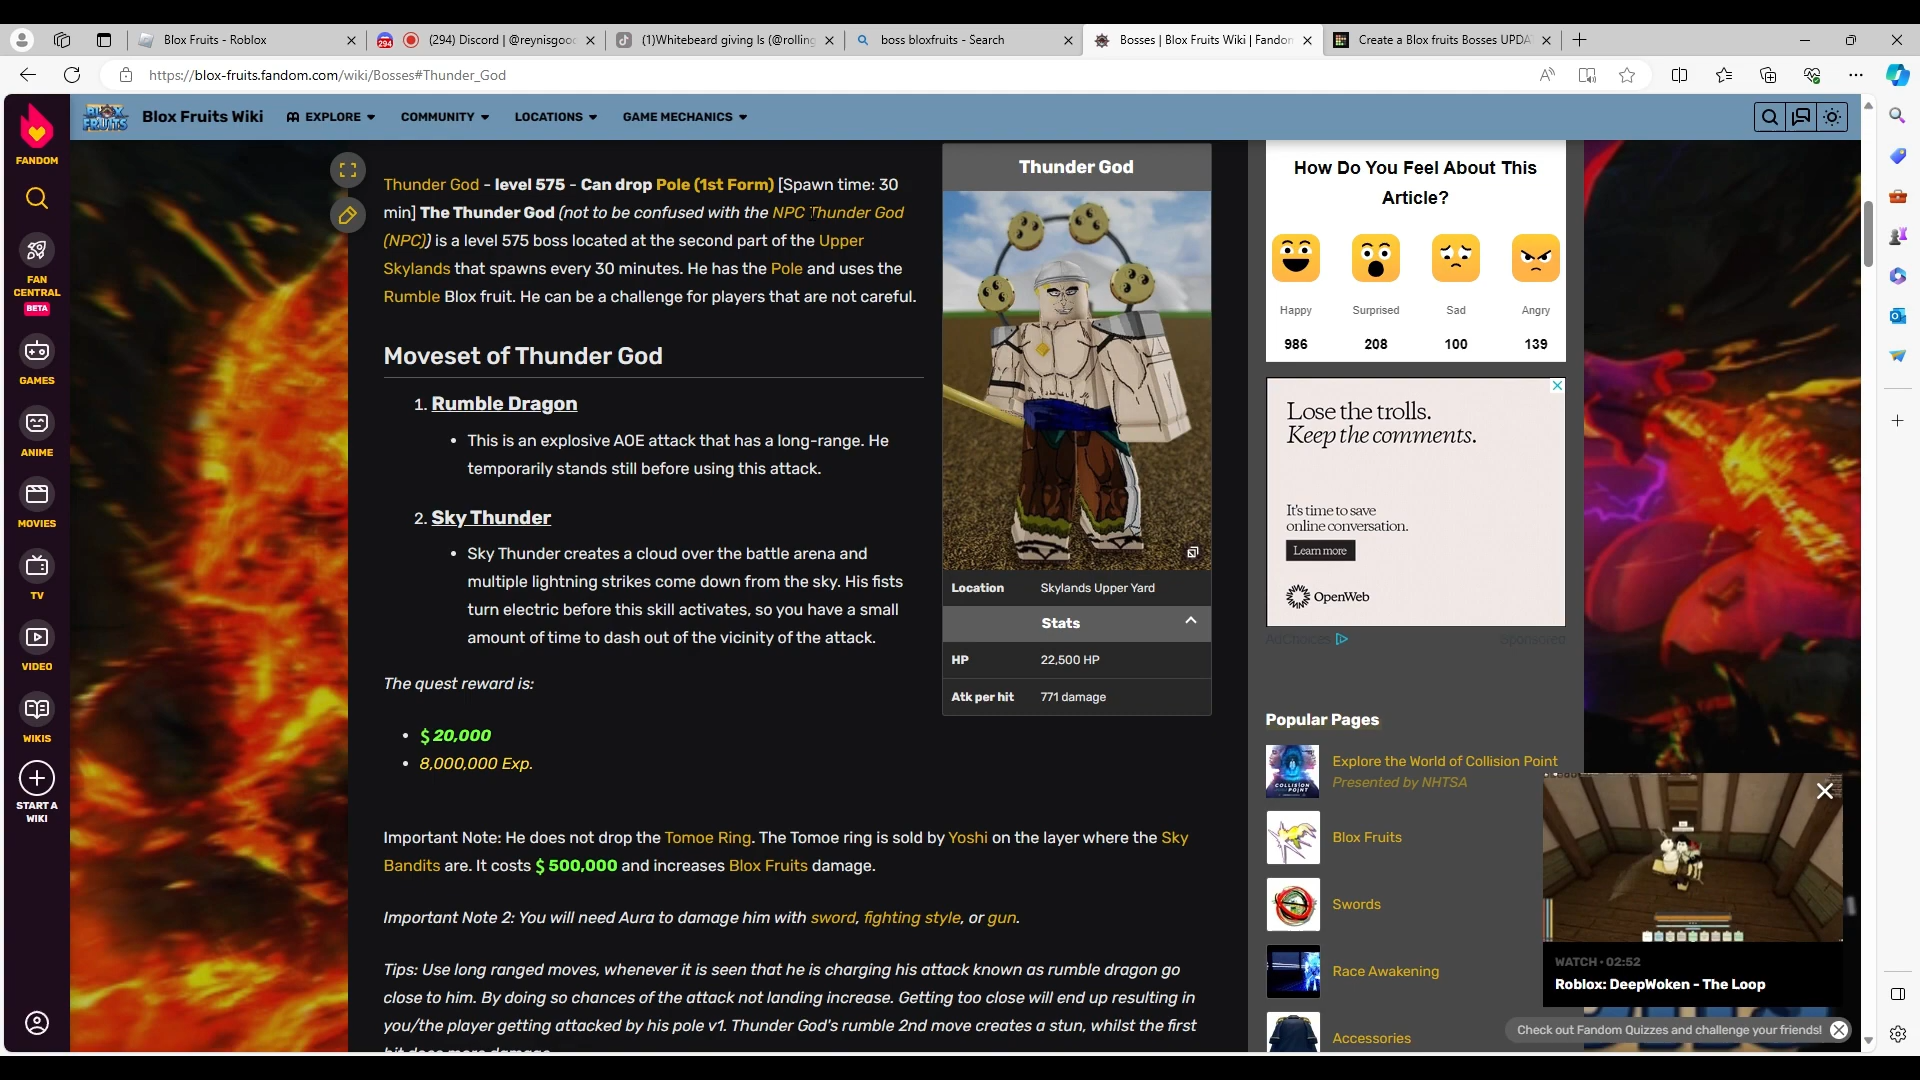 Blox Fruits - Roblox
294
(294) Discord | @reynisgooc
(1)Whitebeard giving ls (@rolling
boss bloxfruits - Search
Bosses | Blox Fruits Wiki | Fandom
Create a Blox fruits Bosses UPDA
https://blox-fruits.fandom.com/wiki/Bosses#Thunder_God
BLOX FRUITS
Blox Fruits Wiki
EXPLORE
COMMUNITY
LOCATIONS
GAME MECHANICS
FANDOM
FAN CENTRAL
BETA
GAMES
ANIME
MOVIES
TV
VIDEO
WIKIS
START A WIKI
Thunder God - level 575 - Can drop Pole (1st Form) [Spawn time: 30
min] The Thunder God (not to be confused with the NPC Thunder God
(NPC)) is a level 575 boss located at the second part of the Upper
Skylands that spawns every 30 minutes. He has the Pole and uses the
Rumble Blox fruit. He can be a challenge for players that are not careful.
Moveset of Thunder God
1. Rumble Dragon
• This is an explosive AOE attack that has a long-range. He
temporarily stands still before using this attack.
2. Sky Thunder
• Sky Thunder creates a cloud over the battle arena and
multiple lightning strikes come down from the sky. His fists
turn electric before this skill activates, so you have a small
amount of time to dash out of the vicinity of the attack.
The quest reward is:
• $ 20,000
• 8,000,000 Exp.
Important Note: He does not drop the Tomoe Ring. The Tomoe ring is sold by Yoshi on the layer where the Sky
Bandits are. It costs $ 500,000 and increases Blox Fruits damage.
Important Note 2: You will need Aura to damage him with sword, fighting style, or gun.
Tips: Use long ranged moves, whenever it is seen that he is charging his attack known as rumble dragon go
close to him. By doing so chances of the attack not landing increase. Getting too close will end up resulting in
you/the player getting attacked by his pole v1. Thunder God's rumble 2nd move creates a stun, whilst the first
hit does more damage
Thunder God
Location Skylands Upper Yard
Stats
HP 22,500 HP
Atk per hit 771 damage
How Do You Feel About This
Article?
Happy Surprised Sad Angry
986 208 100 139
Lose the trolls.
Keep the comments.
It's time to save
online conversation.
Learn more
OpenWeb
AdChoices
Sponsored
Popular Pages
Explore the World of Collision Point
Presented by NHTSA
COLLISION POINT
Blox Fruits
Swords
Race Awakening
Accessories
WATCH • 02:52
Roblox: DeepWoken - The Loop
Check out Fandom Quizzes and challenge your friends!